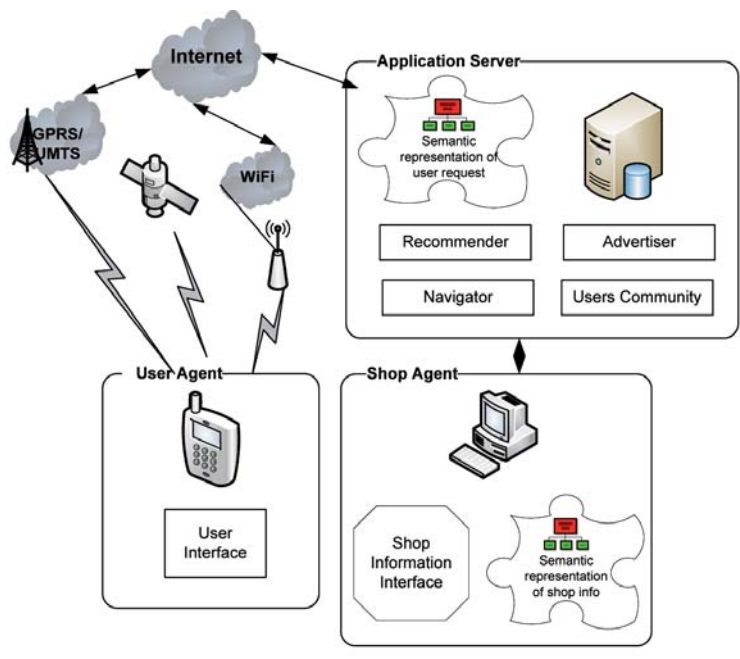 Internet
GPRS/
UMTS
WiFi
Application Server
Semantic
representation of
user request
Recommender
Advertiser
Navigator
Users Community
User Agent
User
Interface
Shop Agent
Shop
Information
Interface
Semantic
representation
of shop info